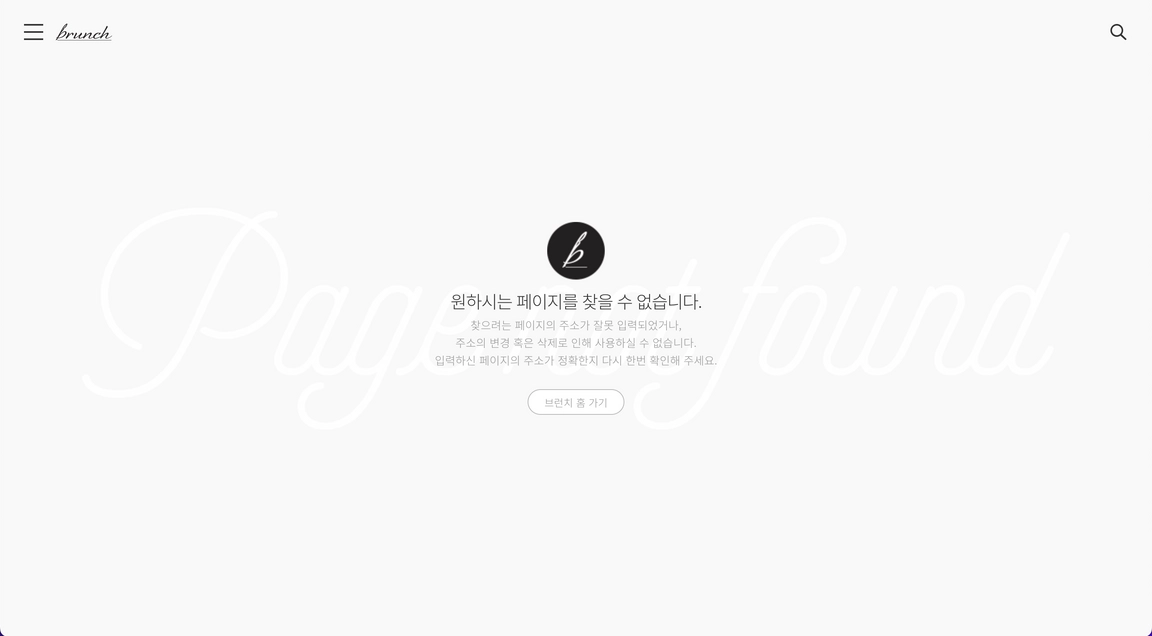 brunch
Page not found
b
원하시는 페이지를 찾을 수 없습니다.
찾으려는 페이지의 주소가 잘못 입력되었거나,
주소의 변경 혹은 삭제로 인해 사용하실 수 없습니다.
입력하신 페이지의 주소가 정확한지 다시 한번 확인해 주세요.
브런치 홈 가기